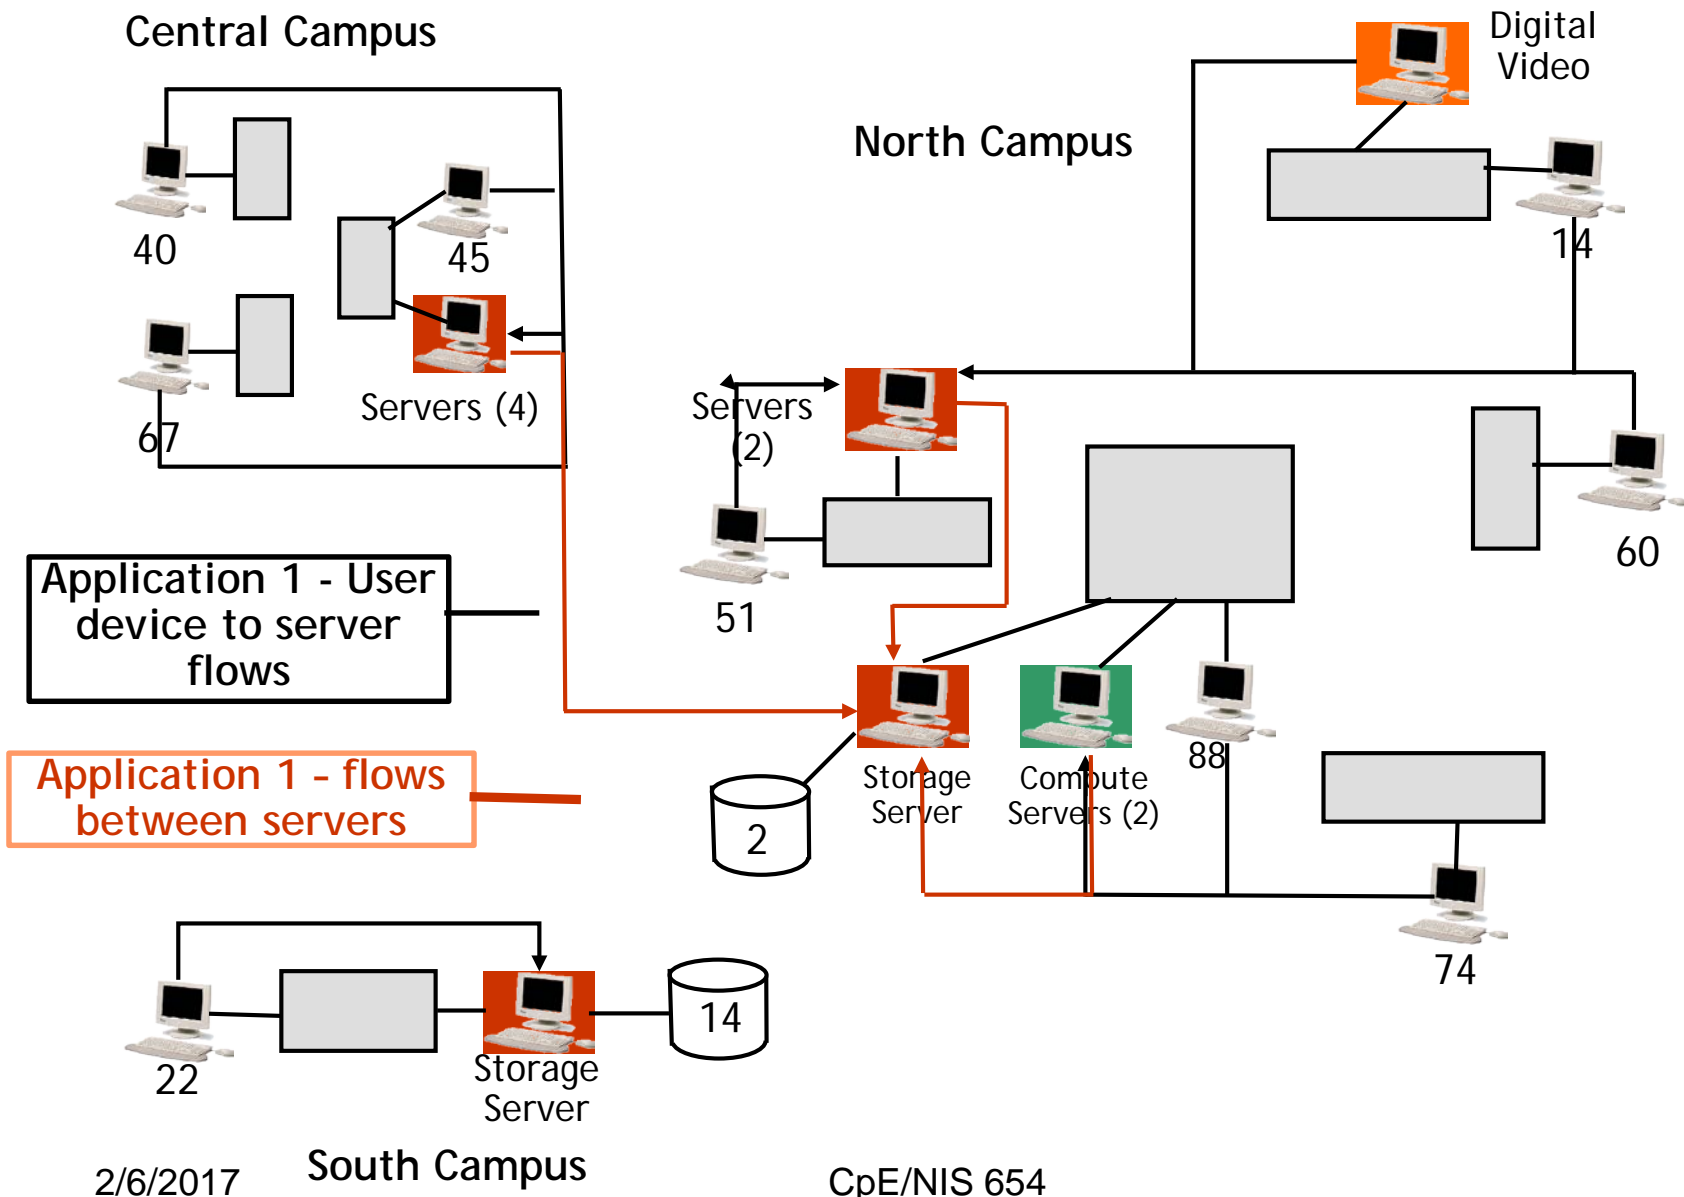 Central Campus
Digital
Video
North Campus
40
45
14
Servers (4)
67
Servers
(2)
60
51
Application 1 - User
device to server
flows
88
Storage
Server
Compute
Servers (2)
Application 1 – flows
between servers
2
74
14
22
Storage
Server
South Campus
2/6/2017
CpE/NIS 654